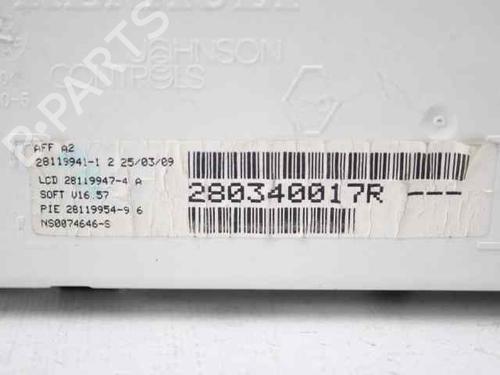 JOHNSON
CONTROLS
AFF A2
28119941-1 2 25/03/09
LCD 28119947-4 A
SOFT V16.57
PIE 28119954-9 6
NS0074646-S
280340017R ---
B-PARTS